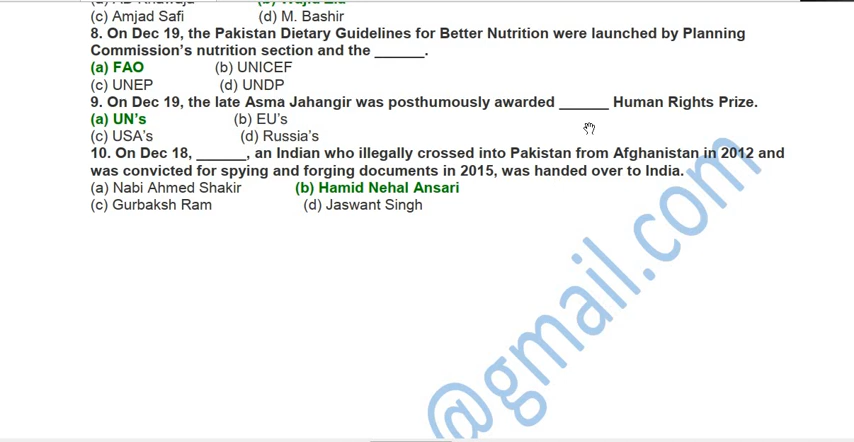 (c) Amjad Safi (d) M. Bashir
8. On Dec 19, the Pakistan Dietary Guidelines for Better Nutrition were launched by Planning
Commission’s nutrition section and the ______.
(a) FAO (b) UNICEF
(c) UNEP (d) UNDP
9. On Dec 19, the late Asma Jahangir was posthumously awarded ______ Human Rights Prize.
(a) UN’s (b) EU’s
(c) USA’s (d) Russia’s
10. On Dec 18, ______, an Indian who illegally crossed into Pakistan from Afghanistan in 2012 and
was convicted for spying and forging documents in 2015, was handed over to India.
(a) Nabi Ahmed Shakir (b) Hamid Nehal Ansari
(c) Gurbaksh Ram (d) Jaswant Singh
@gmail.com